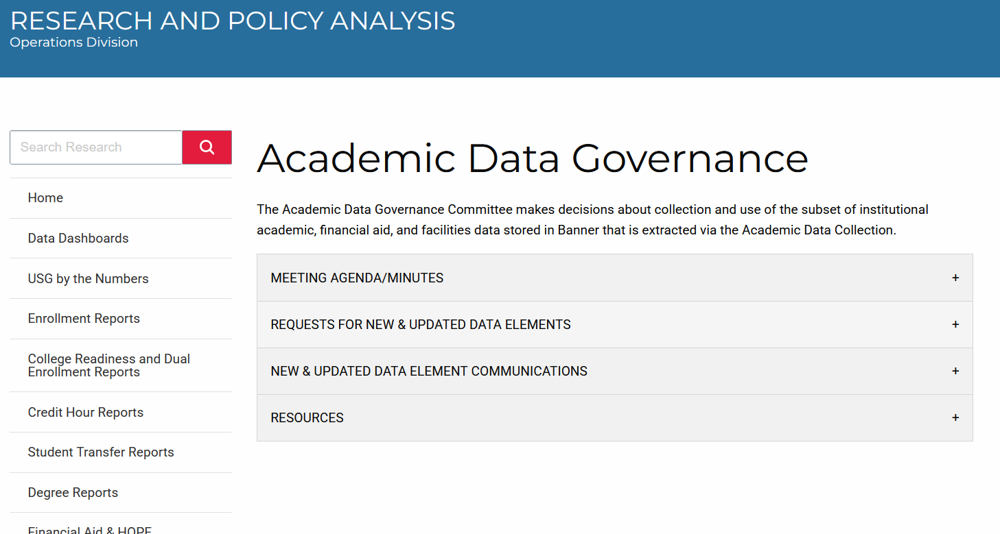 RESEARCH AND POLICY ANALYSIS
Operations Division
Search Research
Home
Data Dashboards
USG by the Numbers
Enrollment Reports
College Readiness and Dual
Enrollment Reports
Credit Hour Reports
Student Transfer Reports
Degree Reports
Financial Aid & HOPE
Academic Data Governance
The Academic Data Governance Committee makes decisions about collection and use of the subset of institutional
academic, financial aid, and facilities data stored in Banner that is extracted via the Academic Data Collection.
MEETING AGENDA/MINUTES +
REQUESTS FOR NEW & UPDATED DATA ELEMENTS +
NEW & UPDATED DATA ELEMENT COMMUNICATIONS +
RESOURCES +